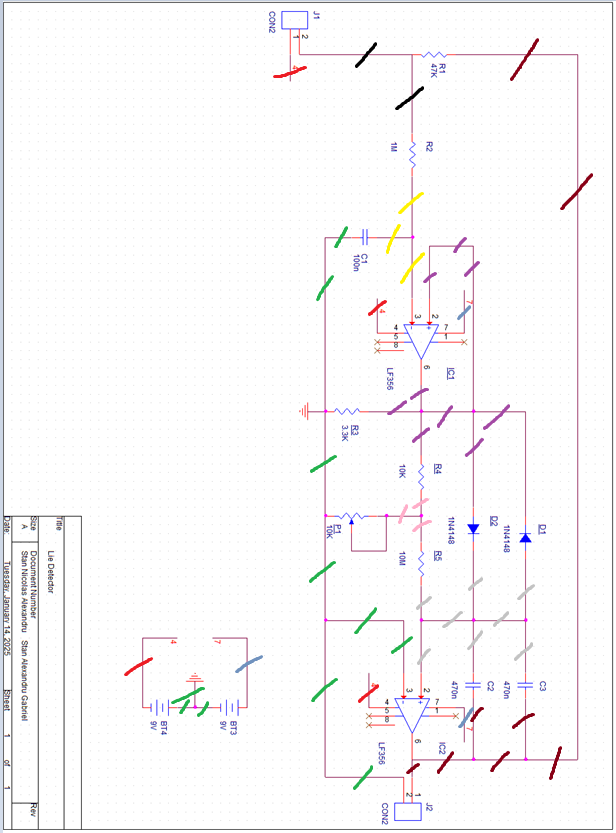 J1
CON2
2
1
4
R1
47K
R2
1M
C1
100n
4
7
3
2
4
5
8
7
1
6
IC1
LF356
R3
3.3K
R4
10K
D2
1N4148
D1
1N4148
P1
10K
R5
10M
C2
470n
C3
470n
3
2
4
5
8
7
1
7
6
IC2
LF356
1
2
J2
CON2
4
7
BT4
9V
BT3
9V
Title
Lie Detector
Size
A
Document Number
Stan Nicolas Alexandru Stan Alexandru Gabriel
Rev
Date: Tuesday, January 14, 2025 Sheet 1 of 1